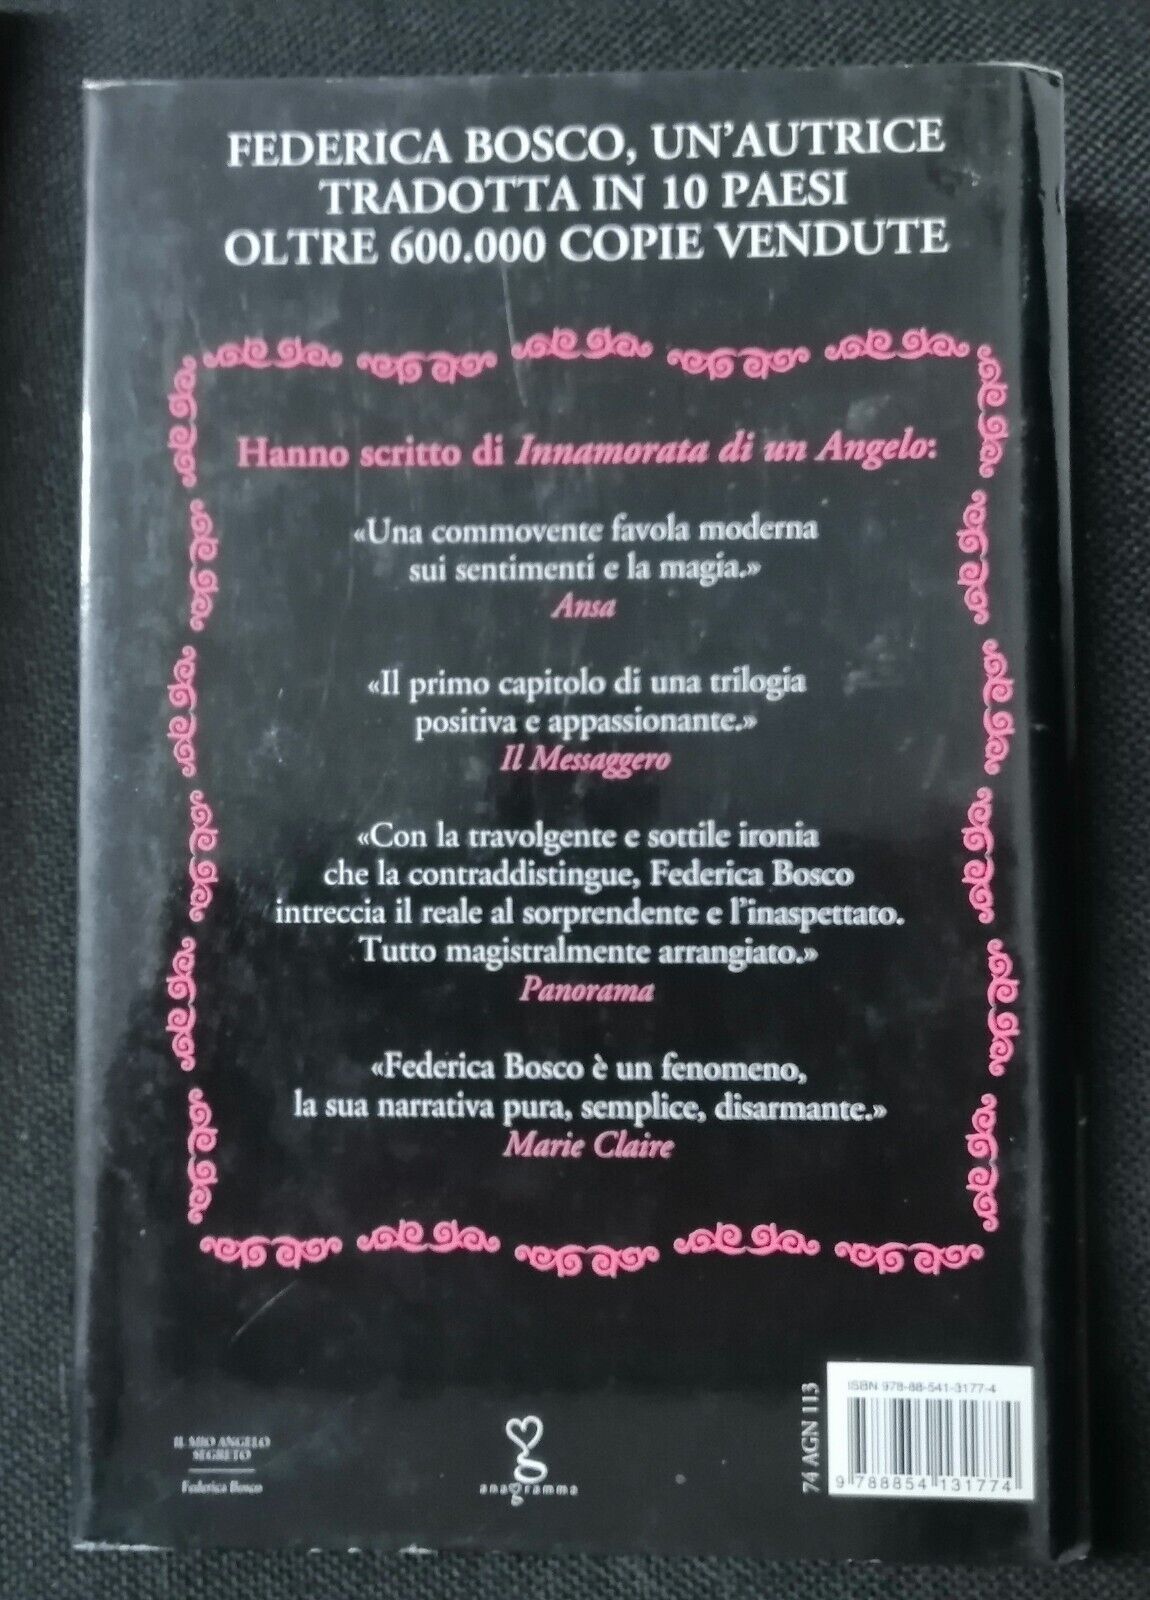 FEDERICA BOSCO, UN'AUTRICE
TRADOTTA IN 10 PAESI
OLTRE 600.000 COPIE VENDUTE
Hanno scritto di Innamorata di un Angelo:
«Una commovente favola moderna
sui sentimenti e la magia.»
Ansa
«Il primo capitolo di una trilogia
positiva e appassionante.»
Il Messaggero
«Con la travolgente e sottile ironia
che la contraddistingue, Federica Bosco
intreccia il reale al sorprendente e l'inaspettato.
Tutto magistralmente arrangiato.»
Panorama
«Federica Bosco è un fenomeno,
la sua narrativa pura, semplice, disarmante.»
Marie Claire
IL MIO ANGELO
SEGRETO
Federica Bosco
anagramma
74 AGN 113
ISBN 978-88-541-3177-4
9 788854 131774